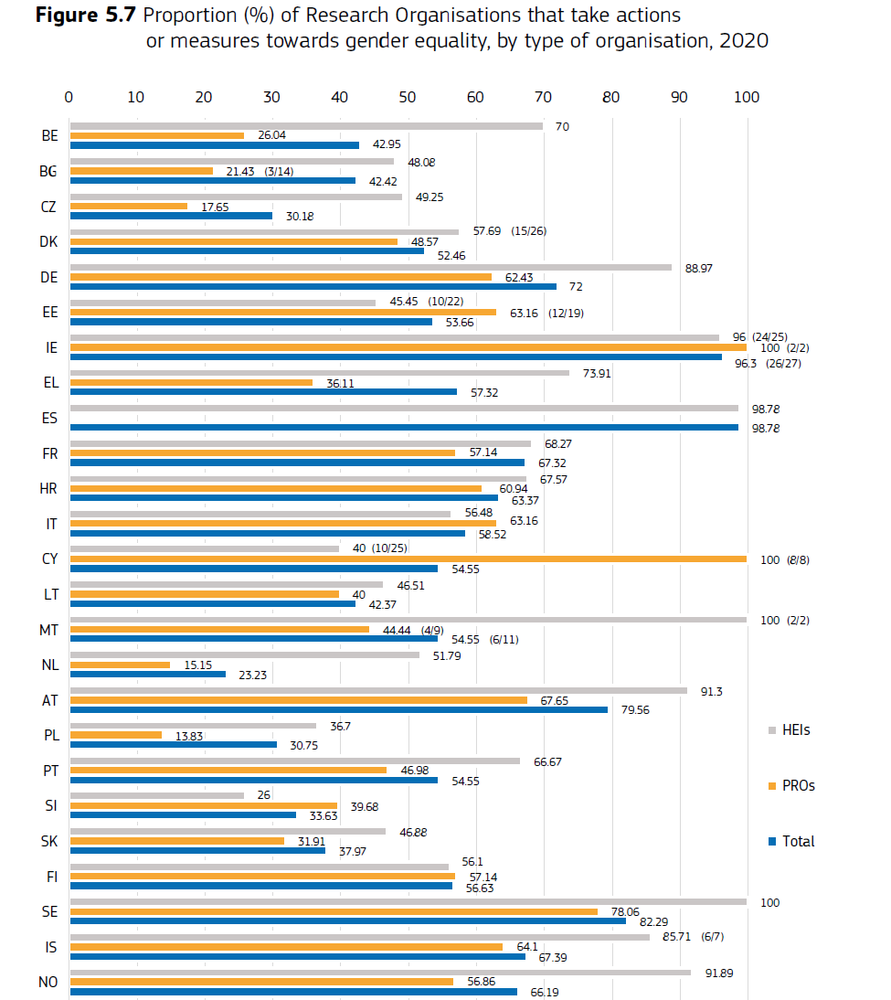 Figure 5.7 Proportion (%) of Research Organisations that take actions
or measures towards gender equality, by type of organisation, 2020
0 10 20 30 40 50 60 70 80 90 100
BE
70
26.04
42.95
BG
48.08
21.43 (3/14)
42.42
CZ
49.25
17.65
30.18
DK
57.69 (15/26)
48.57
52.46
DE
88.97
62.43
72
EE
45.45 (10/22)
63.16 (12/19)
53.66
IE
96 (24/25)
100 (2/2)
96.3 (26/27)
EL
73.91
36.11
57.32
ES
98.78
98.78
FR
68.27
57.14
67.32
HR
67.57
60.94
63.37
IT
56.48
63.16
58.52
CY
40 (10/25)
100 (8/8)
54.55
LT
46.51
40
42.37
MT
100 (2/2)
44.44 (4/9)
54.55 (6/11)
NL
51.79
15.15
23.23
AT
91.3
67.65
79.56
PL
36.7
13.83
30.75
PT
66.67
46.98
54.55
SI
26
39.68
33.63
SK
46.88
31.91
37.97
FI
56.1
57.14
56.63
SE
100
78.06
82.29
IS
85.71 (6/7)
64.1
67.39
NO
91.89
56.86
66.19
HEIs
PROs
Total